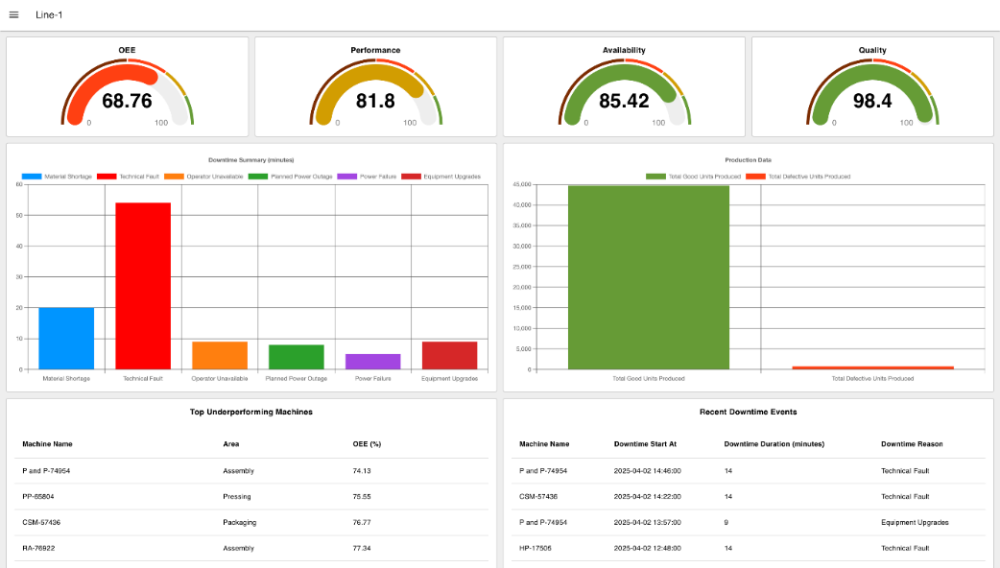 Line-1
OEE
68.76
0 100
Performance
81.8
0 100
Availability
85.42
0 100
Quality
98.4
0 100
Downtime Summary (minutes)
Material Shortage Technical Fault Operator Unavailable Planned Power Outage Power Failure Equipment Upgrades
60
50
40
30
20
10
0
Material Shortage Technical Fault Operator Unavailable Planned Power Outage Power Failure Equipment Upgrades
Production Data
Total Good Units Produced Total Defective Units Produced
45,000
40,000
35,000
30,000
25,000
20,000
15,000
10,000
5,000
0
Total Good Units Produced Total Defective Units Produced
Top Underperforming Machines
Machine Name Area OEE (%)
P and P-74954 Assembly 74.13
PP-65804 Pressing 75.55
CSM-57436 Packaging 76.77
RA-76922 Assembly 77.34
Recent Downtime Events
Machine Name Downtime Start At Downtime Duration (minutes) Downtime Reason
P and P-74954 2025-04-02 14:46:00 14 Technical Fault
CSM-57436 2025-04-02 14:22:00 14 Technical Fault
P and P-74954 2025-04-02 13:57:00 9 Equipment Upgrades
HP-17506 2025-04-02 12:48:00 14 Technical Fault